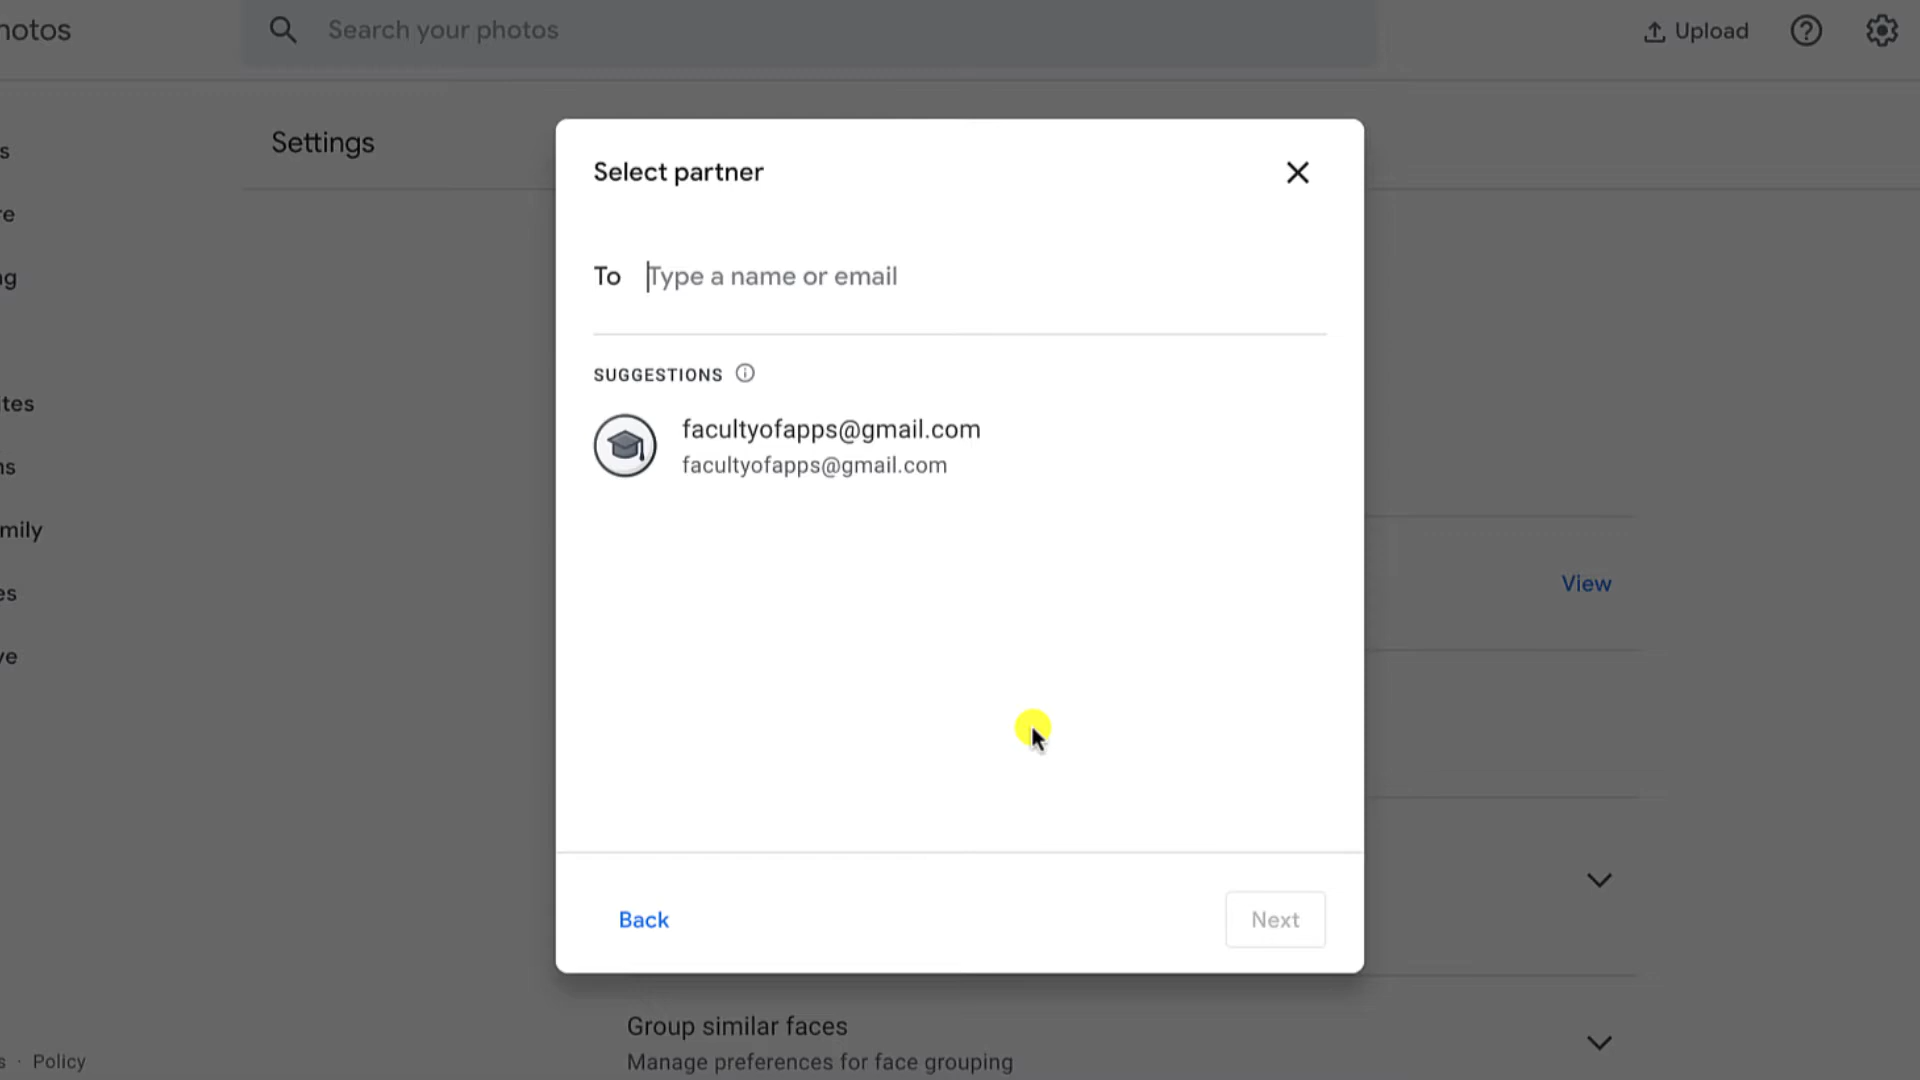 hotos
Search your photos
Upload
Settings
Select partner
To Type a name or email
SUGGESTIONS
facultyofapps@gmail.com
facultyofapps@gmail.com
View
Back
Next
Group similar faces
Manage preferences for face grouping
s
re
ng
tes
ns
mily
es
ve
s · Policy